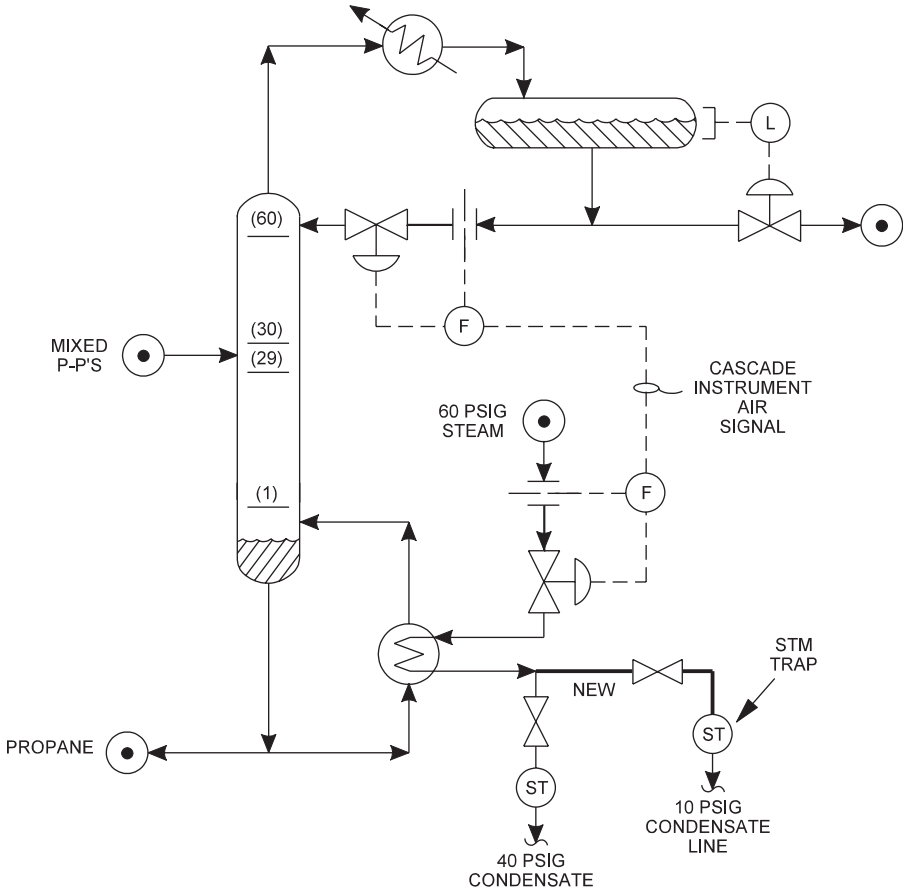 L
(60)
F
MIXED
P-P'S
(30)
(29)
CASCADE
INSTRUMENT
AIR
SIGNAL
60 PSIG
STEAM
(1)
F
STM
TRAP
NEW
PROPANE
ST
ST
10 PSIG
CONDENSATE
LINE
40 PSIG
CONDENSATE